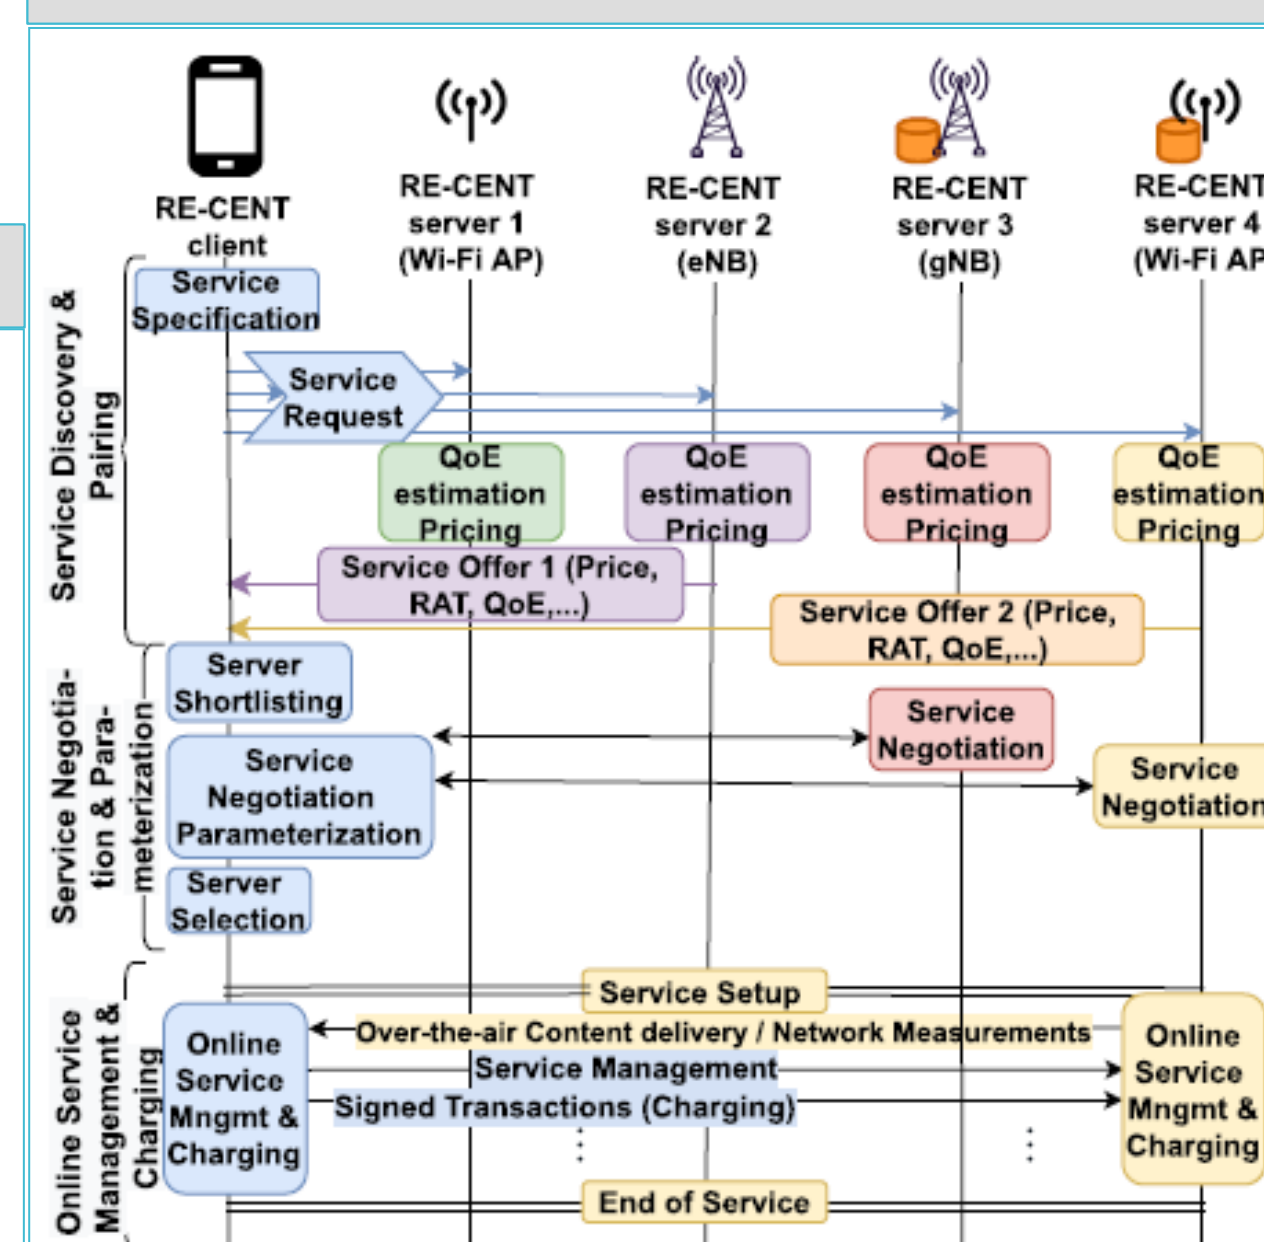 RE-CENT
client
RE-CENT
server 1
(Wi-Fi AP)
RE-CENT
server 2
(eNB)
RE-CENT
server 3
(gNB)
RE-CENT
server 4
(Wi-Fi AP
Service Discovery &
Pairing
Service
Specification
Service
Request
QoE
estimation
Pricing
QoE
estimation
Pricing
QoE
estimation
Pricing
QoE
estimation
Pricing
Service Offer 1 (Price,
RAT, QoE,...)
Service Offer 2 (Price,
RAT, QoE,...)
Service Negotia-
tion & Para-
meterization
Server
Shortlisting
Service
Negotiation
Parameterization
Service
Negotiation
Service
Negotiation
Server
Selection
Online Service
Management &
Charging
Service Setup
Online
Service
Mngmt &
Charging
Over-the-air Content delivery / Network Measurements
Service Management
Signed Transactions (Charging)
Online
Service
Mngmt &
Charging
End of Service